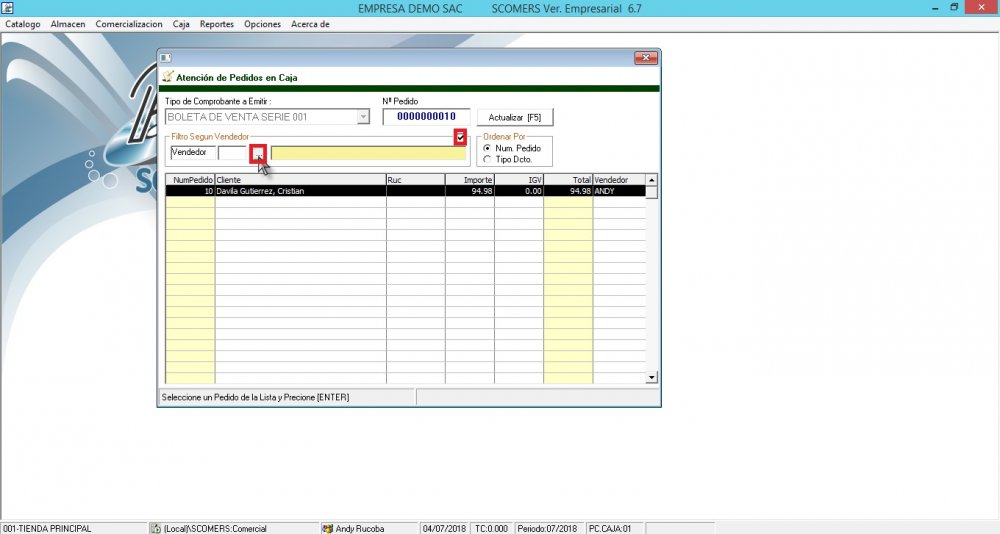 EMPRESA DEMO SAC SCOMERS Ver. Empresarial 6.7
Catalogo Almacen Comercializacion Caja Reportes Opciones Acerca de
Atención de Pedidos en Caja
Tipo de Comprobante a Emitir : Nº Pedido
BOLETA DE VENTA SERIE 001 0000000010 Actualizar [F5]
Filtro Segun Vendedor Ordenar Por
Vendedor ... Num. Pedido
Tipo Dcto.
NumPedido Cliente Ruc Importe IGV Total Vendedor
10 Davila Gutierrez, Cristian 94.98 0.00 94.98 ANDY
Seleccione un Pedido de la Lista y Precione [ENTER]
001-TIENDA PRINCIPAL (Local)\SCOMERS:Comercial Andy Rucoba 04/07/2018 TC:0.000 Periodo:07/2018 PC.CAJA:01